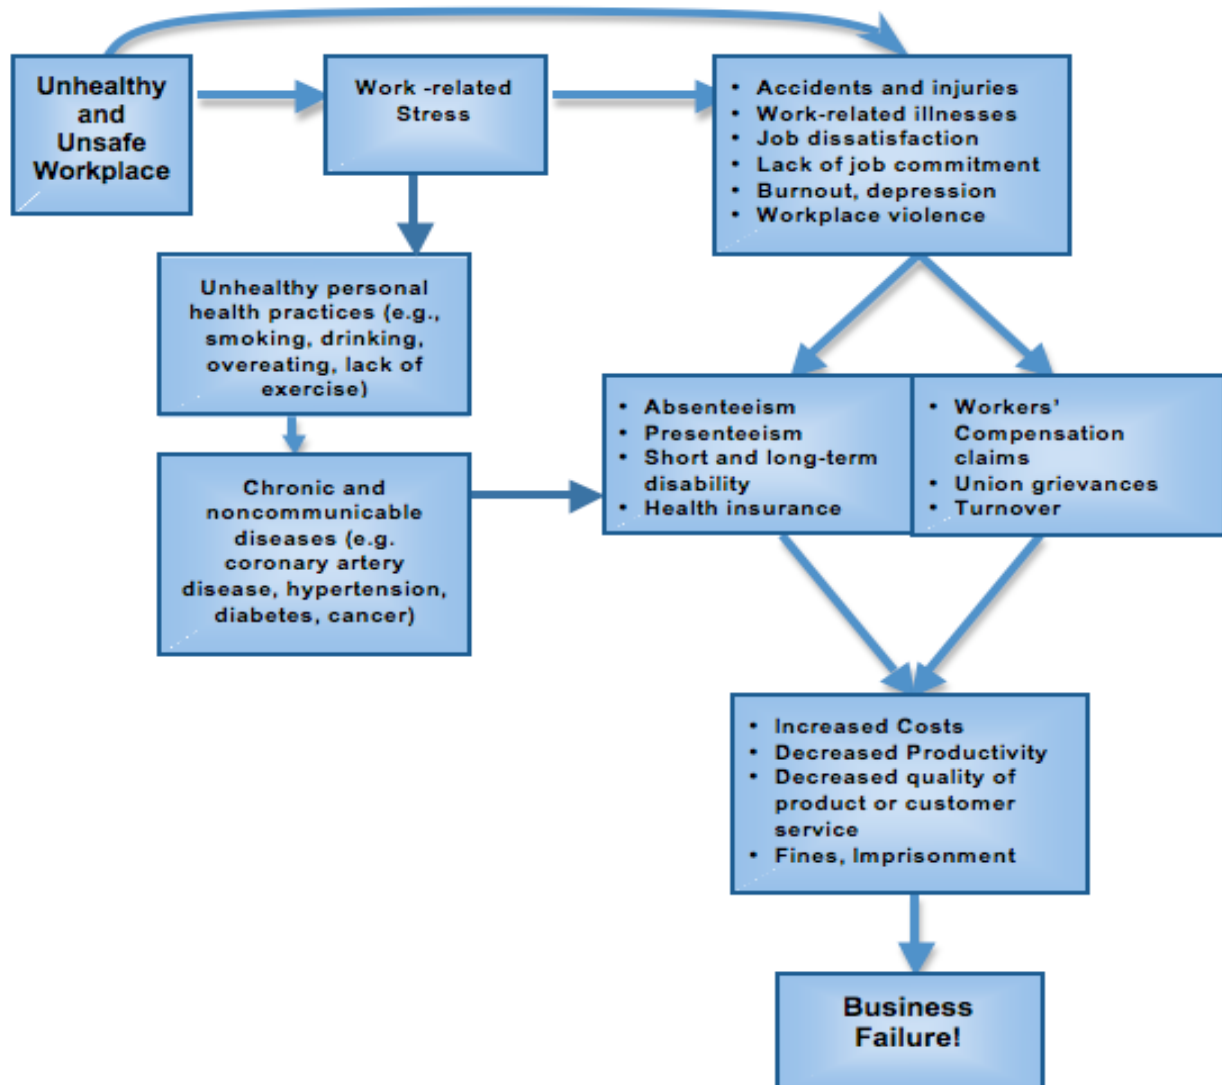 Unhealthy
and
Unsafe
Workplace
Work -related
Stress
• Accidents and injuries
• Work-related illnesses
• Job dissatisfaction
• Lack of job commitment
• Burnout, depression
• Workplace violence
Unhealthy personal
health practices (e.g.,
smoking, drinking,
overeating, lack of
exercise)
Chronic and
noncommunicable
diseases (e.g.
coronary artery
disease, hypertension,
diabetes, cancer)
• Absenteeism
• Presenteeism
• Short and long-term
disability
• Health insurance
• Workers’
Compensation
claims
• Union grievances
• Turnover
• Increased Costs
• Decreased Productivity
• Decreased quality of
product or customer
service
• Fines, Imprisonment
Business
Failure!